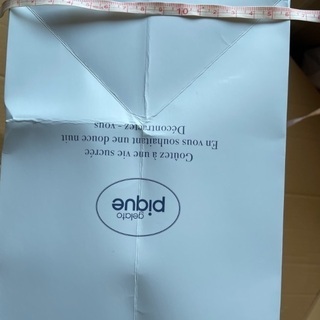 gelato
pique
Goûtez à une vie sucrée
En vous souhaitant une douce nuit
Décontractez - vous
10